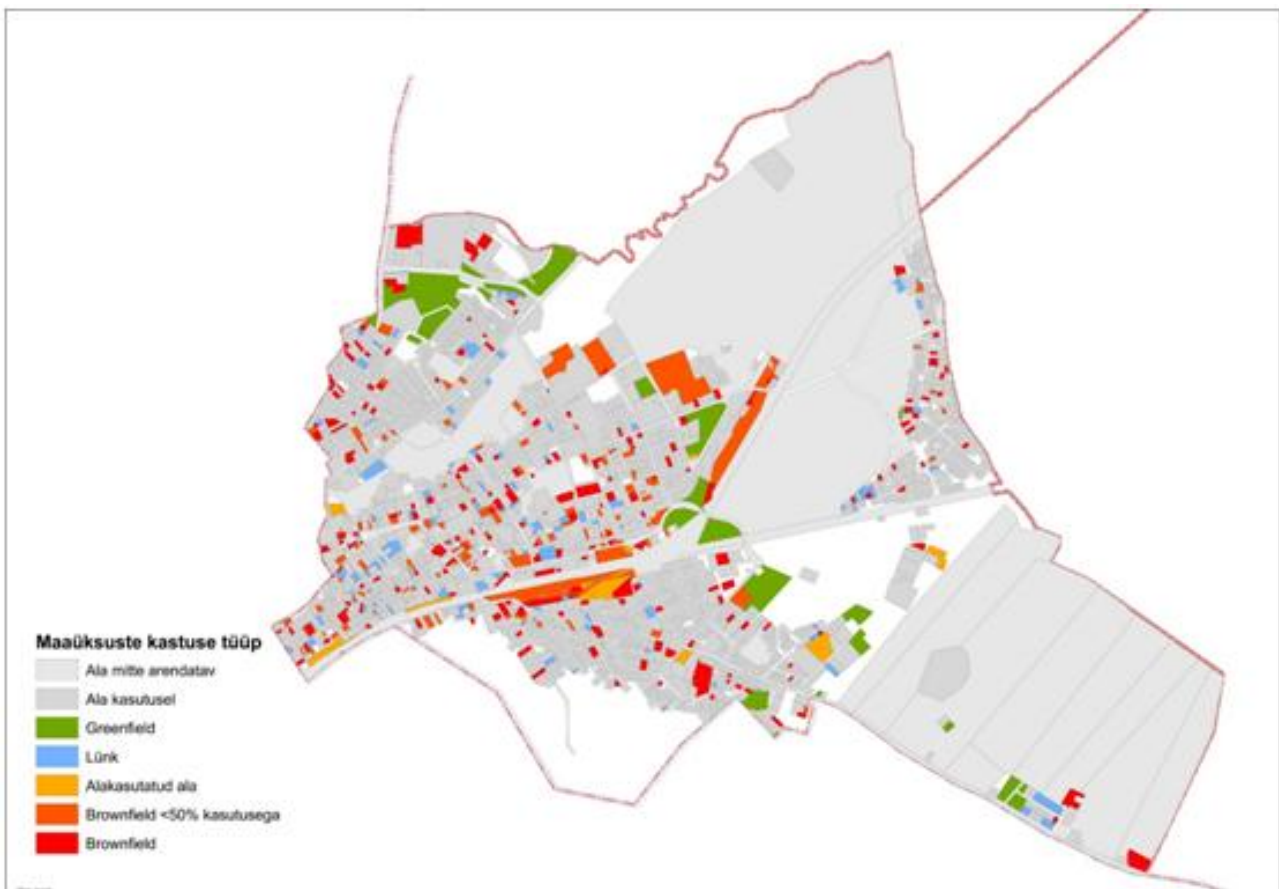 Maaüksuste kastuse tüüp
Ala mitte arendatav
Ala kasutusel
Greenfield
Lünk
Alakasutatud ala
Brownfield <50% kasutusega
Brownfield